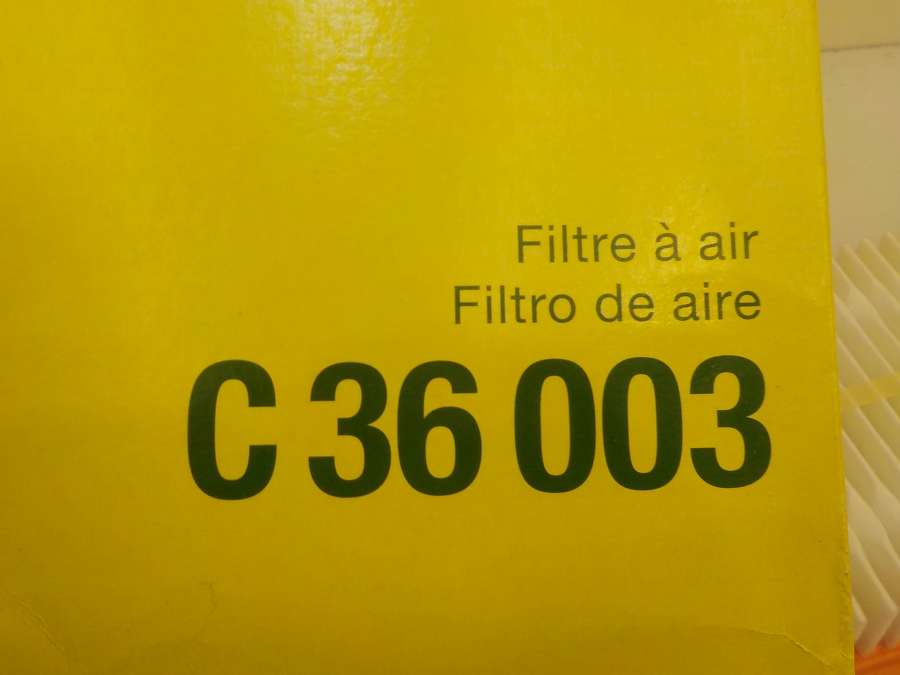 Filtre à air
Filtro de aire
C 36 003